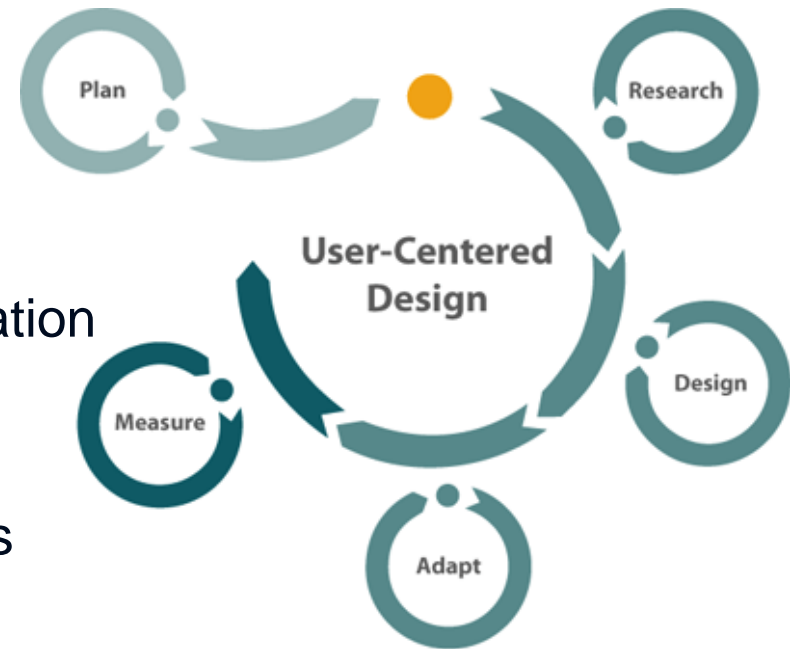 Plan
Research
User-Centered
Design
ation
Measure
Design
s
Adapt